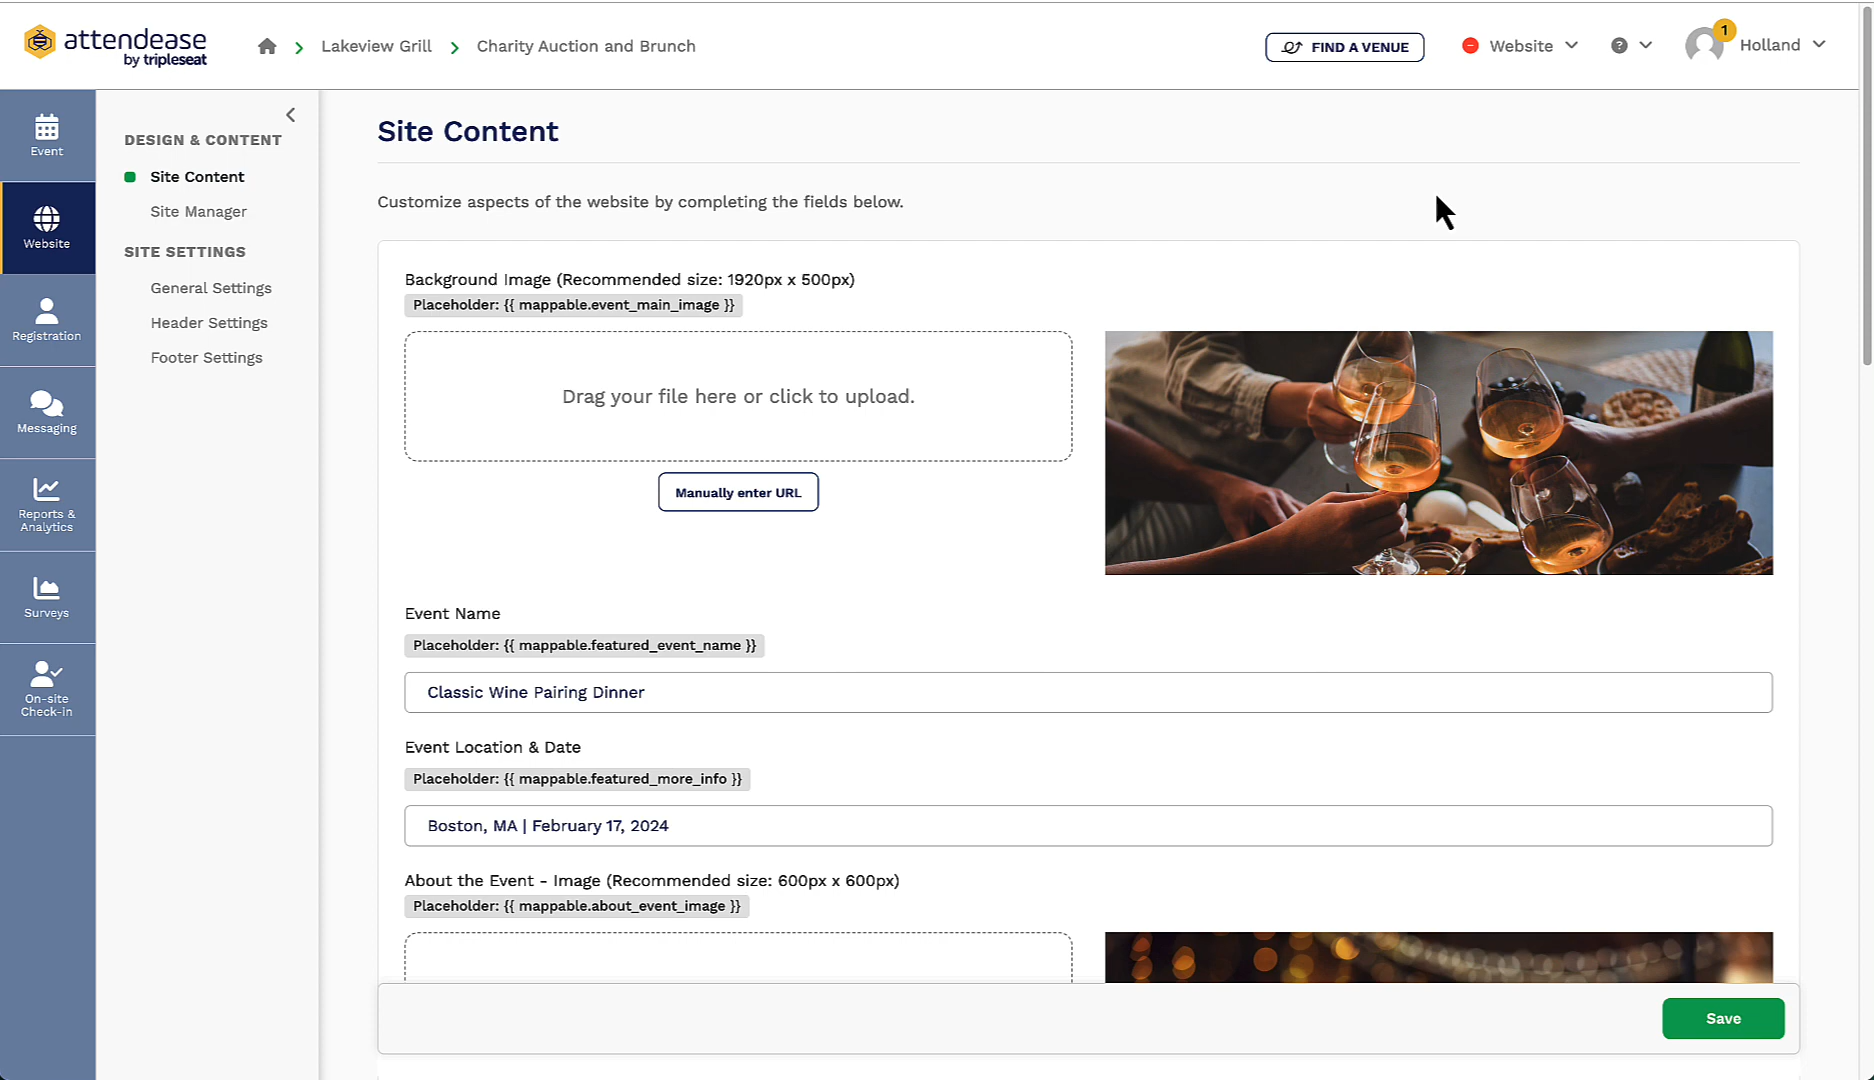 attendease
by tripleseat
Lakeview Grill
Charity Auction and Brunch
FIND A VENUE
Website
?
1
Holland
Event
Website
Registration
Messaging
Reports &
Analytics
Surveys
On-site
Check-in
DESIGN & CONTENT
Site Content
Site Manager
SITE SETTINGS
General Settings
Header Settings
Footer Settings
Site Content
Customize aspects of the website by completing the fields below.
Background Image (Recommended size: 1920px x 500px)
Placeholder: {{ mappable.event_main_image }}
Drag your file here or click to upload.
Manually enter URL
Event Name
Placeholder: {{ mappable.featured_event_name }}
Classic Wine Pairing Dinner
Event Location & Date
Placeholder: {{ mappable.featured_more_info }}
Boston, MA | February 17, 2024
About the Event - Image (Recommended size: 600px x 600px)
Placeholder: {{ mappable.about_event_image }}
Save